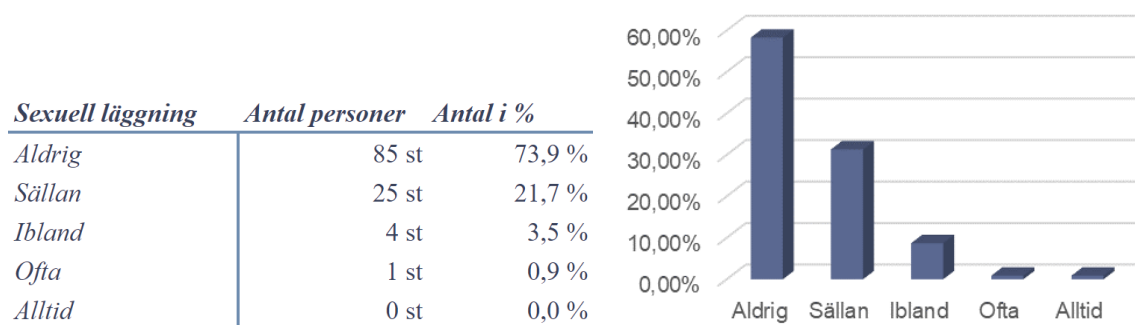 Sexuell läggning Antal personer Antal i %
Aldrig 85 st 73,9 %
Sällan 25 st 21,7 %
Ibland 4 st 3,5 %
Ofta 1 st 0,9 %
Alltid 0 st 0,0 %
60,00%
50,00%
40,00%
30,00%
20,00%
10,00%
0,00%
Aldrig Sällan Ibland Ofta Alltid